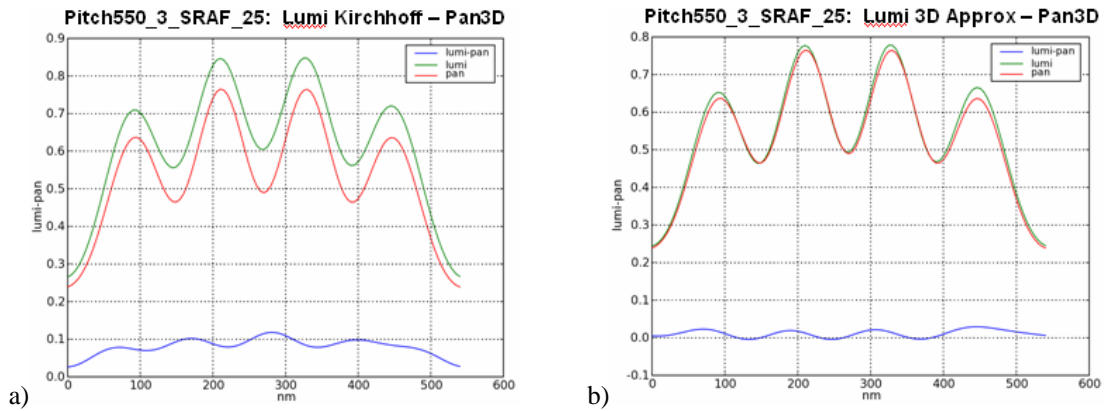 Pitch550_3_SRAF_25: Lumi Kirchhoff – Pan3D
0.9
0.8
0.7
0.6
0.5
0.4
0.3
0.2
0.1
0.0
lumi-pan
lumi-pan
lumi
pan
0 100 200 300 400 500 600
nm
a)
Pitch550_3_SRAF_25: Lumi 3D Approx – Pan3D
0.8
0.7
0.6
0.5
0.4
0.3
0.2
0.1
0.0
-0.1
lumi-pan
lumi-pan
lumi
pan
0 100 200 300 400 500 600
nm
b)